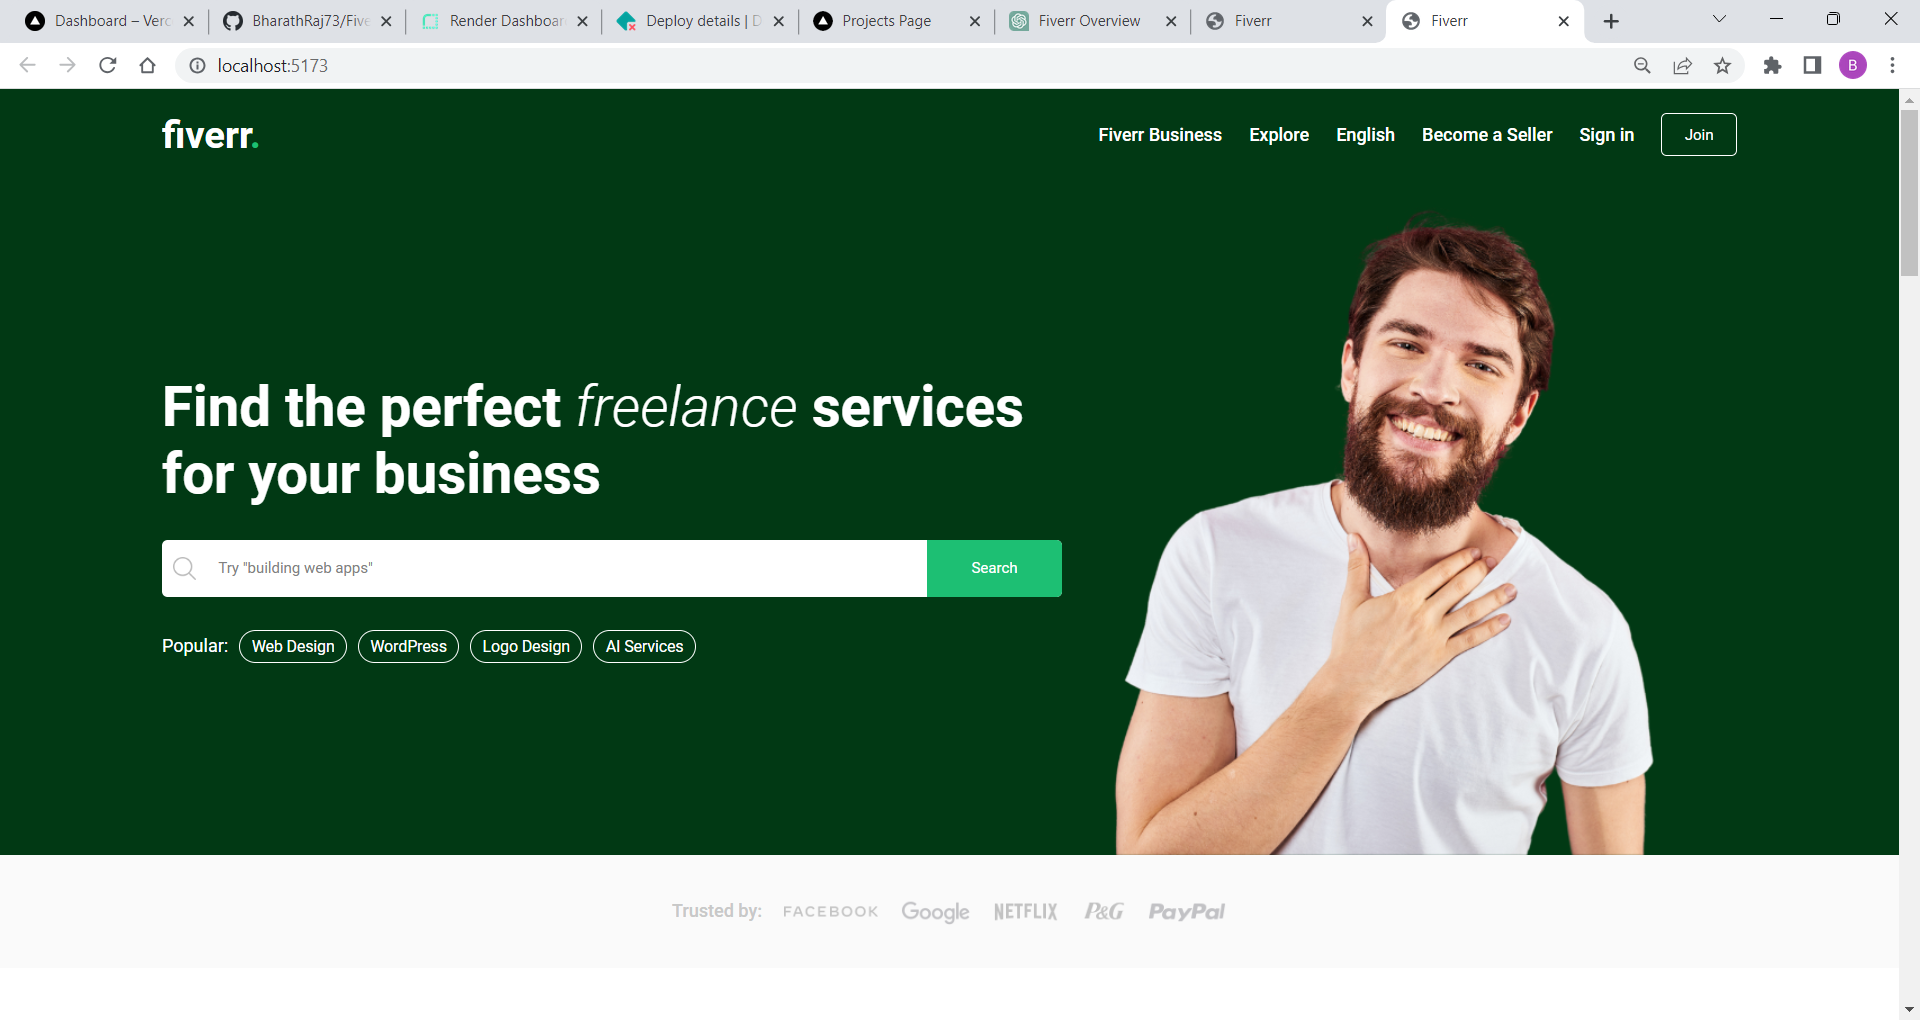 Dashboard – Verc
BharathRaj73/Five
Render Dashboar
Deploy details | D
Projects Page
Fiverr Overview
Fiverr
Fiverr
localhost:5173
B
fiverr.
Fiverr Business
Explore
English
Become a Seller
Sign in
Join
Find the perfect freelance services
for your business
Try "building web apps"
Search
Popular:
Web Design
WordPress
Logo Design
AI Services
Trusted by:
FACEBOOK
Google
NETFLIX
P&G
PayPal